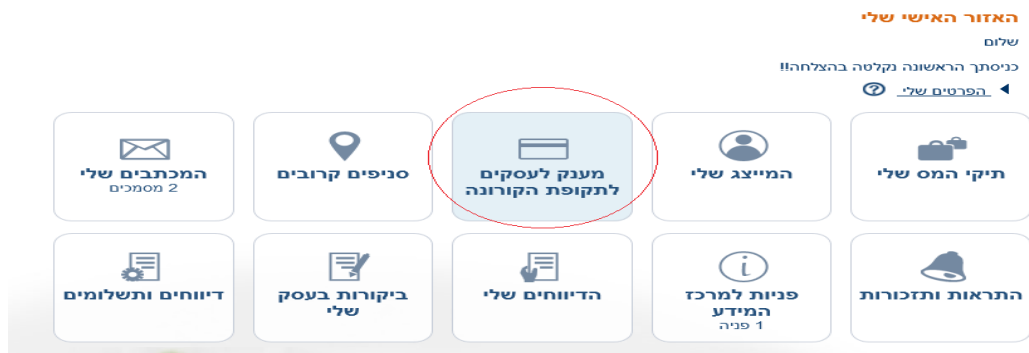 האזור האישי שלי
שלום
כניסתך הראשונה נקלטה בהצלחה!!
הפרטים שלי ?
תיקי המס שלי
המייצג שלי
מענק לעסקים
לתקופת הקורונה
סניפים קרובים
המכתבים שלי
2 מסמכים
התראות ותזכורות
פניות למרכז
המידע
1 פניה
הדיווחים שלי
ביקורות בעסק
שלי
דיווחים ותשלומים